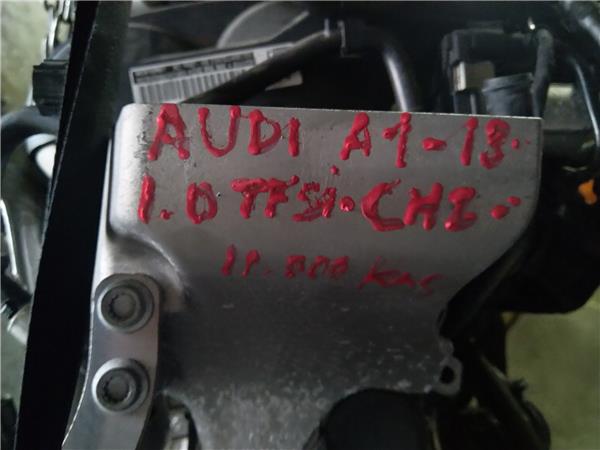 AUDI A1-13.
1.0 TFSi. CHZ.
11.000 Kms